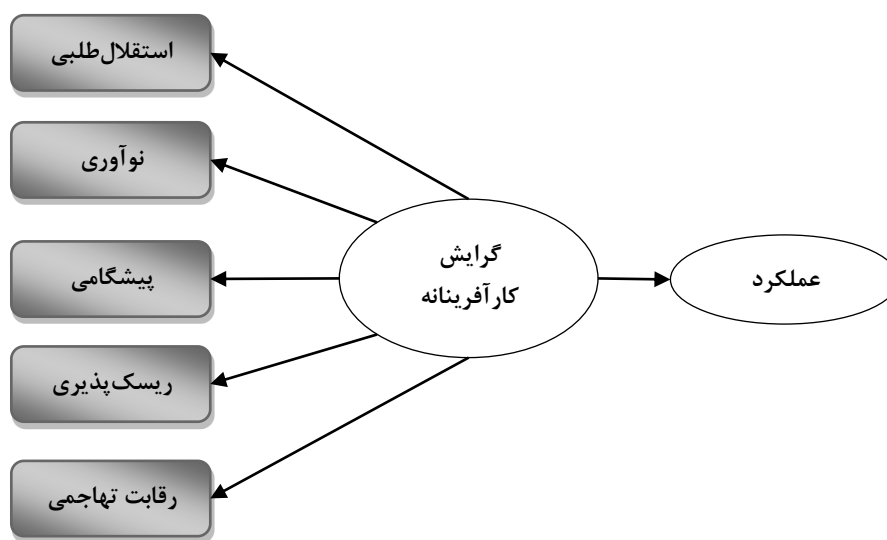 استقلال‌طلبی
نوآوری
پیشگامی
ریسک‌پذیری
رقابت تهاجمی
گرایش
کارآفرینانه
عملکرد